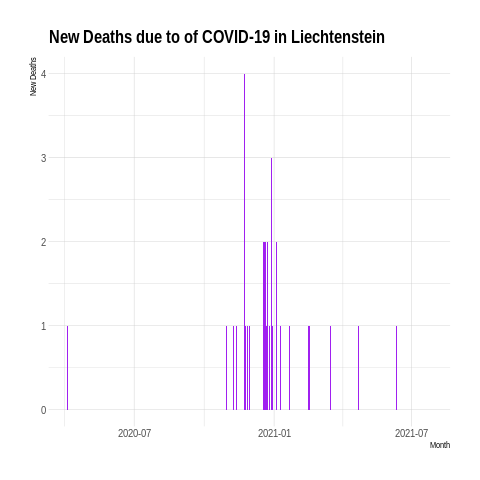 New Deaths due to of COVID-19 in Liechtenstein
New Deaths
4
3
2
1
0
2020-07
2021-01
2021-07
Month